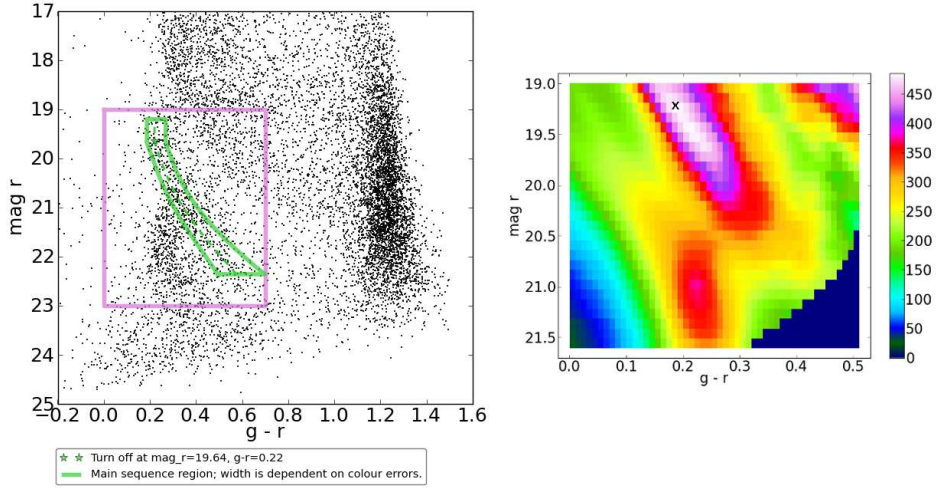 17
18
19
20
21
22
23
24
25
mag r
−0.2 0.0 0.2 0.4 0.6 0.8 1.0 1.2 1.4 1.6
g - r
Turn off at mag_r=19.64, g-r=0.22
Main sequence region; width is dependent on colour errors.
19.0
19.5
20.0
20.5
21.0
21.5
mag r
x
0.0 0.1 0.2 0.3 0.4 0.5
g - r
450
400
350
300
250
200
150
100
50
0